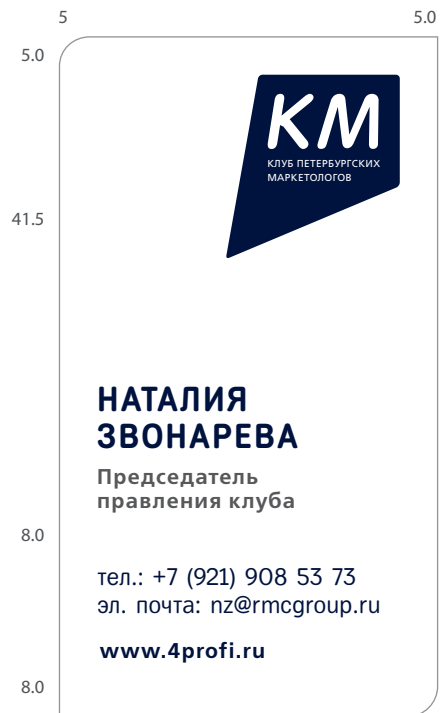 5 5.0
5.0
КМ
КЛУБ ПЕТЕРБУРГСКИХ
МАРКЕТОЛОГОВ
41.5
НАТАЛИЯ
ЗВОНАРЕВА
Председатель
правления клуба
8.0
тел.: +7 (921) 908 53 73
эл. почта: nz@rmcgroup.ru
www.4profi.ru
8.0